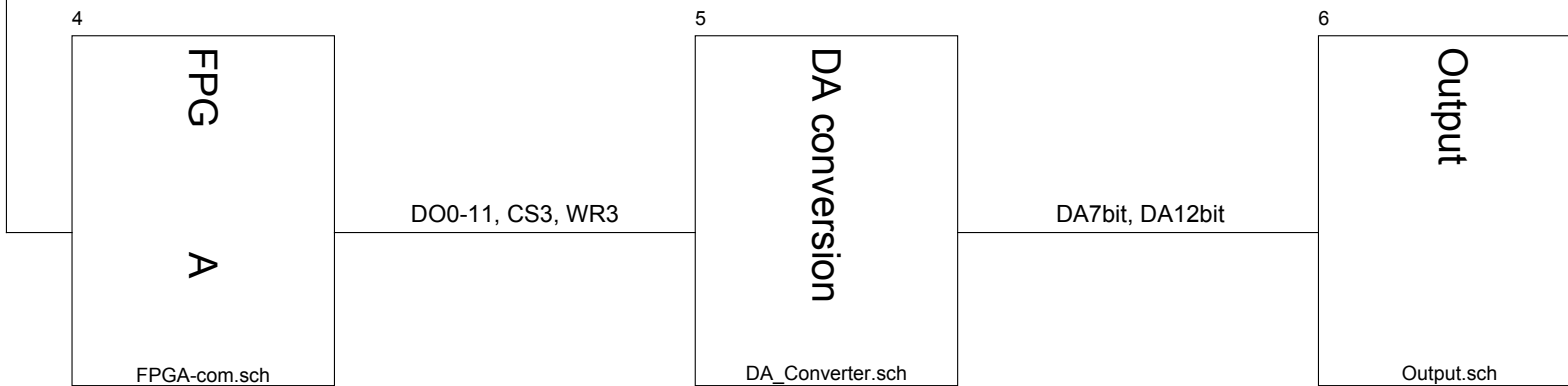 4
FPG A
FPGA-com.sch
DO0-11, CS3, WR3
5
DA conversion
DA_Converter.sch
DA7bit, DA12bit
6
Output
Output.sch